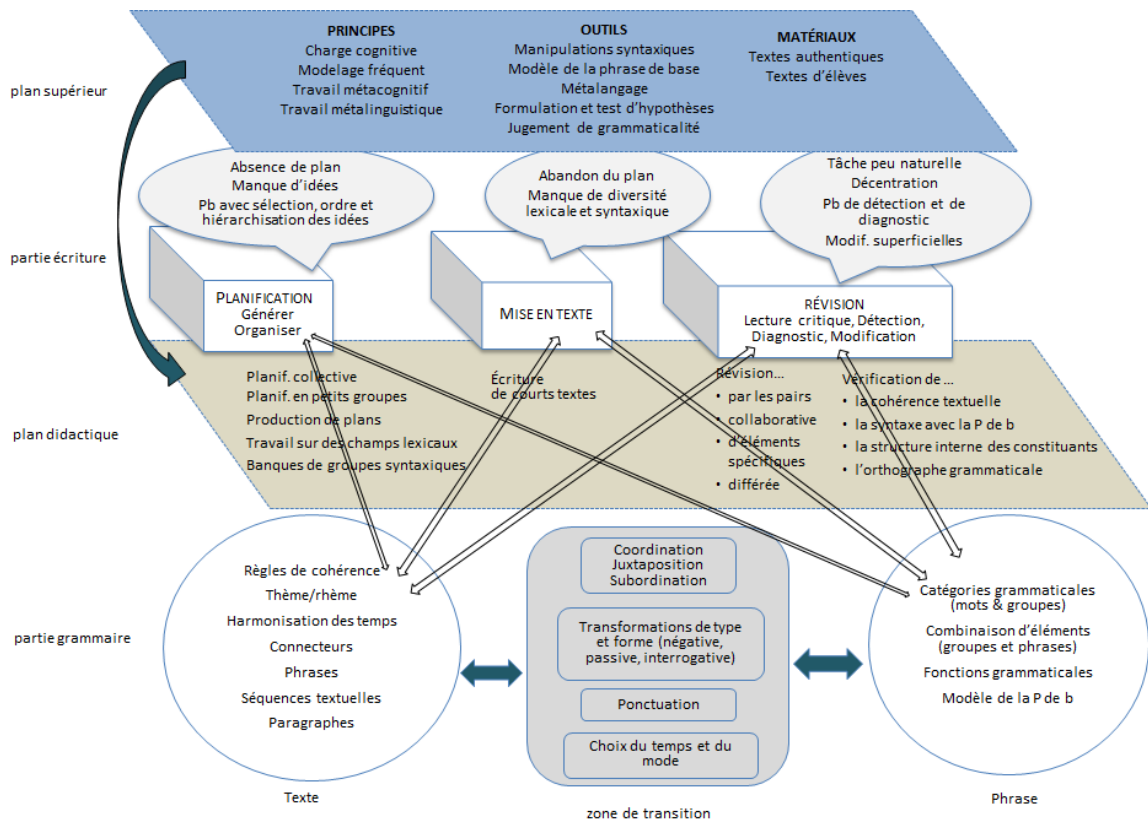 PRINCIPES
Charge cognitive
Modelage fréquent
Travail métacognitif
Travail métalinguistique
OUTILS
Manipulations syntaxiques
Modèle de la phrase de base
Métalangage
Formulation et test d'hypothèses
Jugement de grammaticalité
MATÉRIAUX
Textes authentiques
Textes d'élèves
plan supérieur
Absence de plan
Manque d'idées
Pb avec sélection, ordre et
hiérarchisation des idées
Abandon du plan
Manque de diversité
lexicale et syntaxique
Tâche peu naturelle
Décentration
Pb de détection et de
diagnostic
Modif. superficielles
partie écriture
PLANIFICATION
Générer
Organiser
MISE EN TEXTE
RÉVISION
Lecture critique, Détection,
Diagnostic, Modification
plan didactique
Planif. collective
Planif. en petits groupes
Production de plans
Travail sur des champs lexicaux
Banques de groupes syntaxiques
Écriture
de courts textes
Révision...
• par les pairs
• collaborative
• d'éléments
spécifiques
• différée
Vérification de ...
• la cohérence textuelle
• la syntaxe avec la P de b
• la structure interne des constituants
• l'orthographe grammaticale
partie grammaire
Règles de cohérence
Thème/rhème
Harmonisation des temps
Connecteurs
Phrases
Séquences textuelles
Paragraphes
Texte
Coordination
Juxtaposition
Subordination
Transformations de type
et forme (négative,
passive, interrogative)
Ponctuation
Choix du temps et du
mode
zone de transition
Catégories grammaticales
(mots & groupes)
Combinaison d'éléments
(groupes et phrases)
Fonctions grammaticales
Modèle de la P de b
Phrase